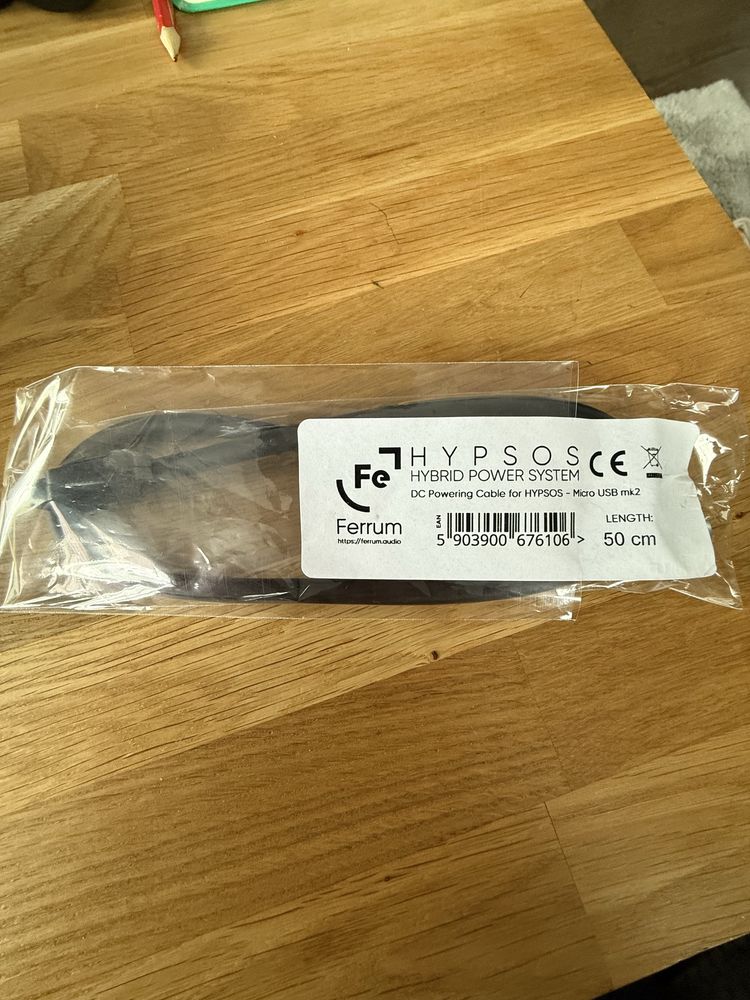 Fe
Ferrum
https://ferrum.audio
HYPSOS
HYBRID POWER SYSTEM
CE
DC Powering Cable for HYPSOS - Micro USB mk2
EAN
5 903900 676106 >
LENGTH:
50 cm